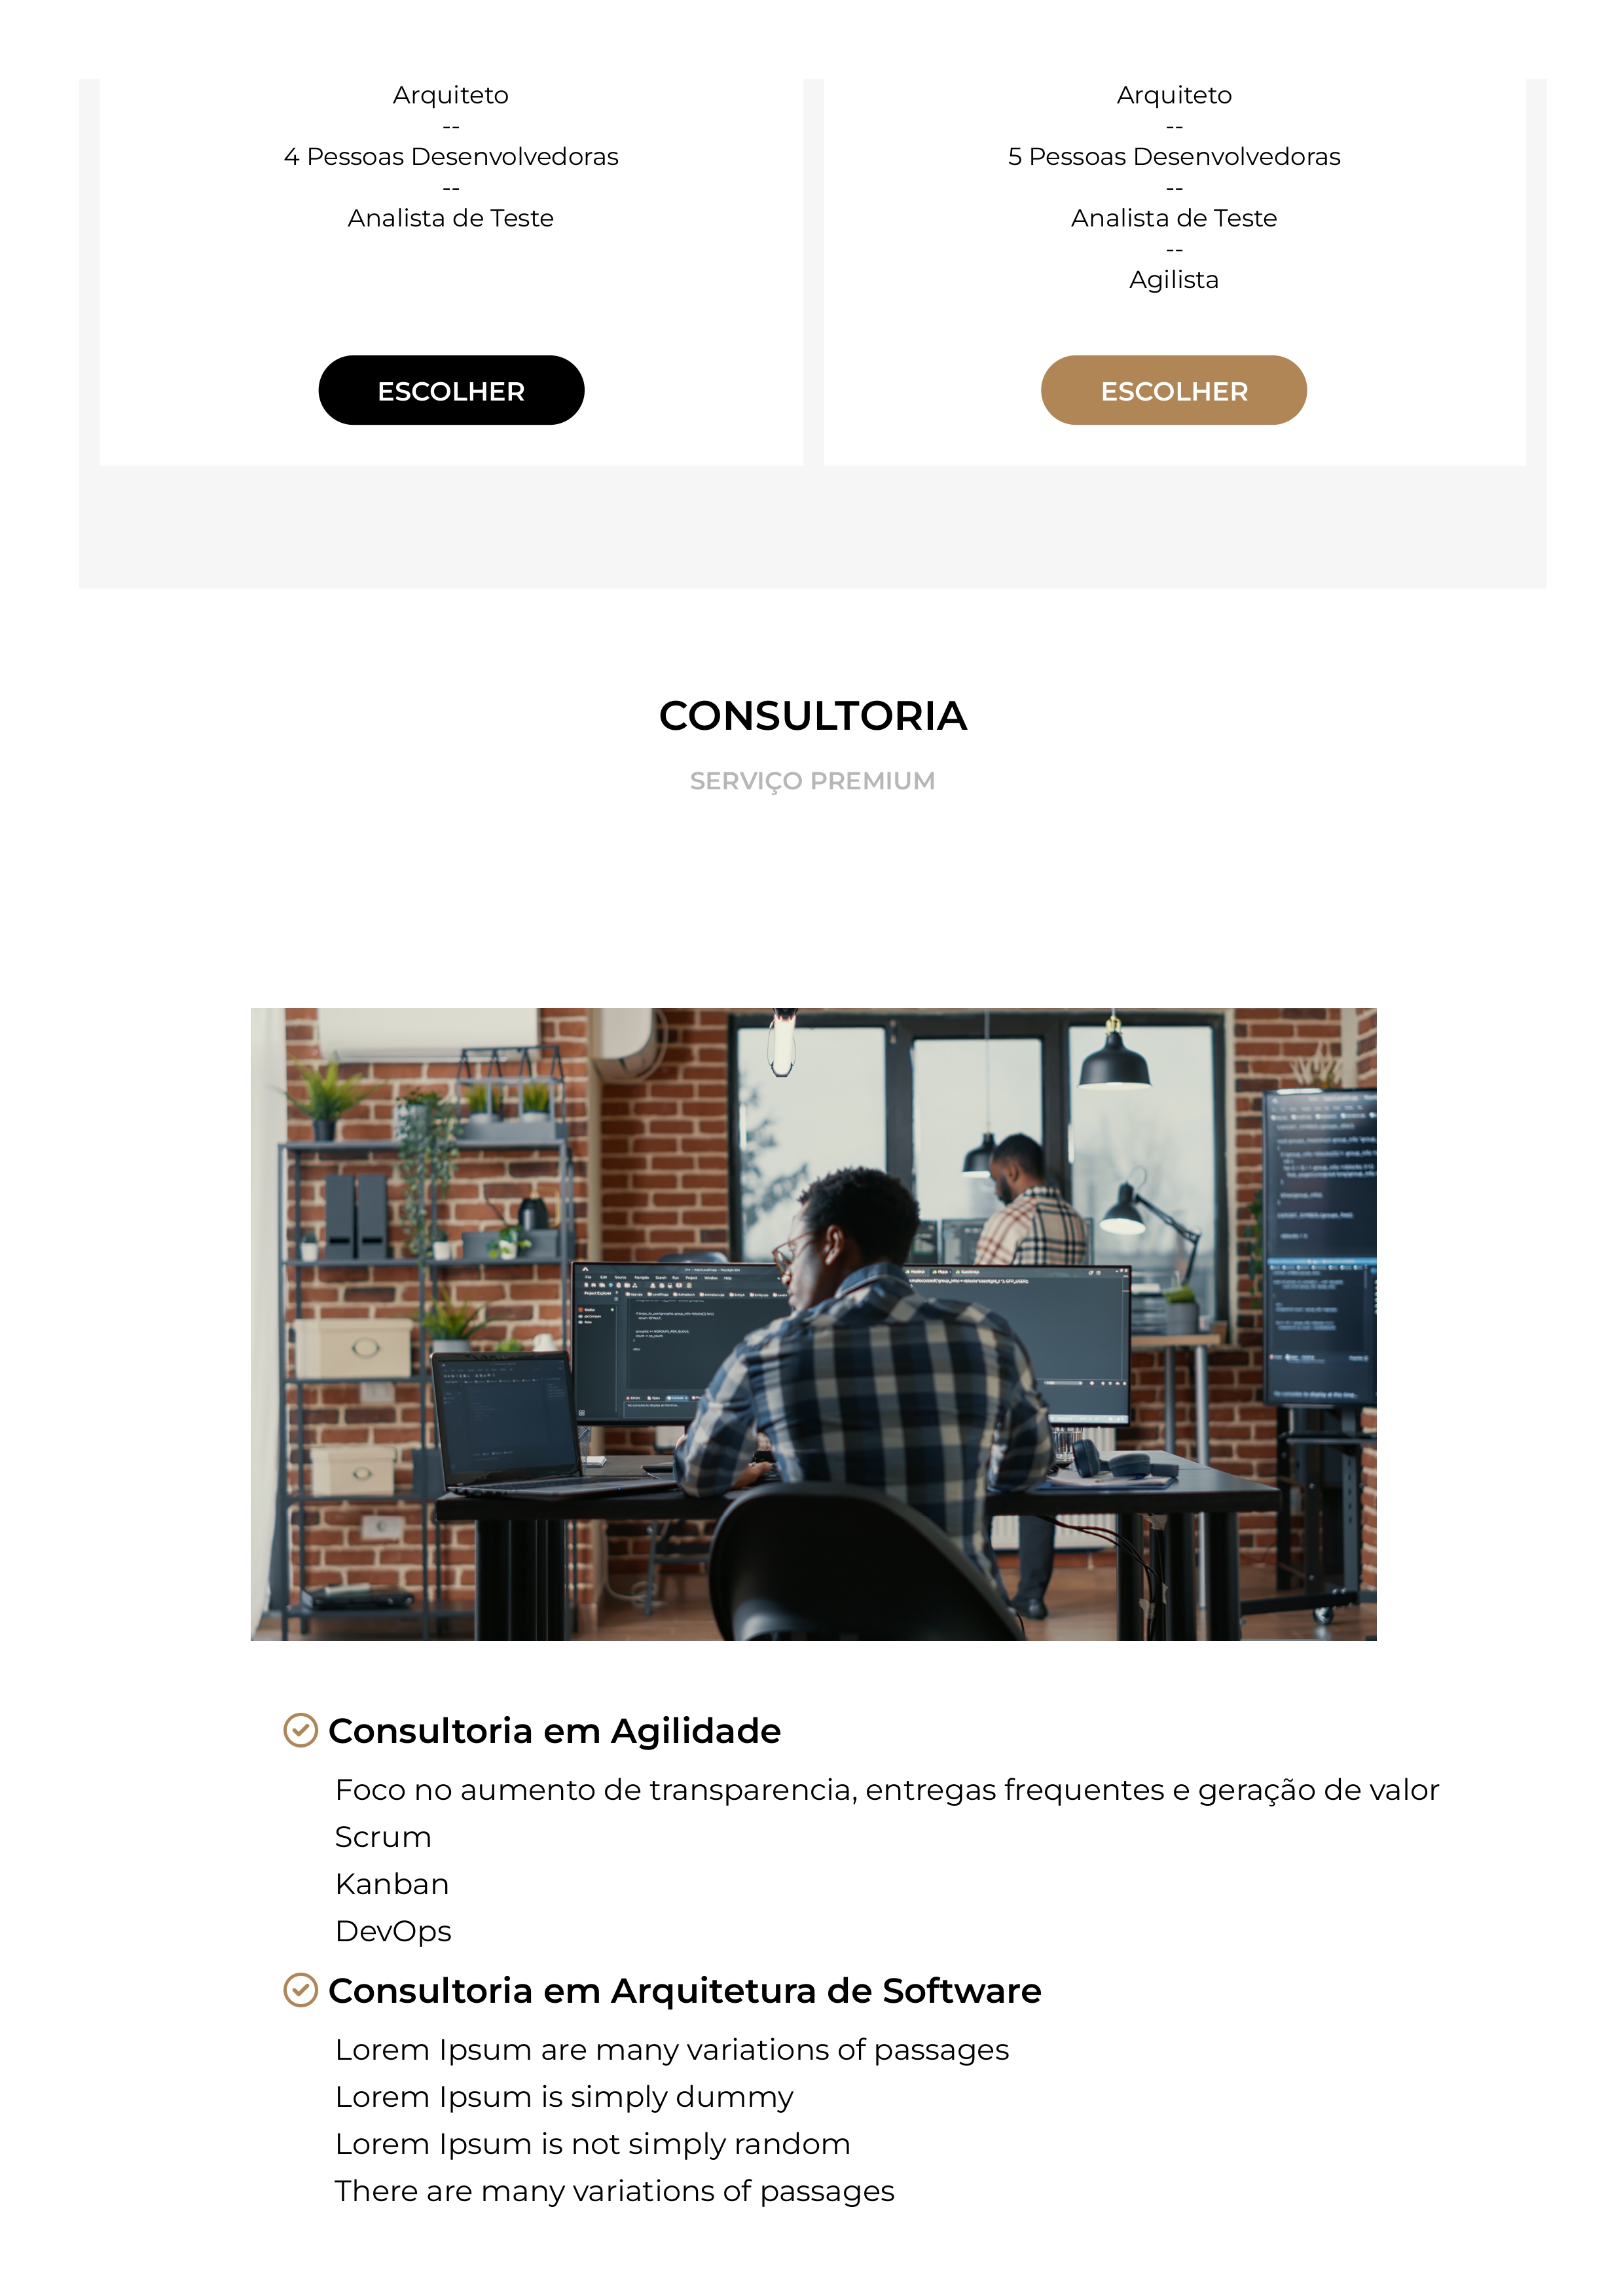 Arquiteto
--
4 Pessoas Desenvolvedoras
--
Analista de Teste
ESCOLHER
Arquiteto
--
5 Pessoas Desenvolvedoras
--
Analista de Teste
--
Agilista
ESCOLHER
CONSULTORIA
SERVIÇO PREMIUM
Consultoria em Agilidade
Foco no aumento de transparencia, entregas frequentes e geração de valor
Scrum
Kanban
DevOps
Consultoria em Arquitetura de Software
Lorem Ipsum are many variations of passages
Lorem Ipsum is simply dummy
Lorem Ipsum is not simply random
There are many variations of passages